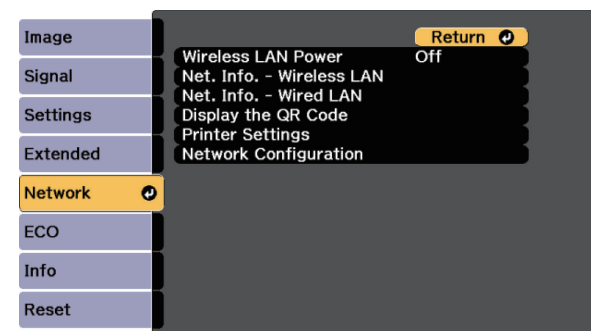 Image
Signal
Settings
Extended
Network
ECO
Info
Reset
Return
Wireless LAN Power Off
Net. Info. - Wireless LAN
Net. Info. - Wired LAN
Display the QR Code
Printer Settings
Network Configuration